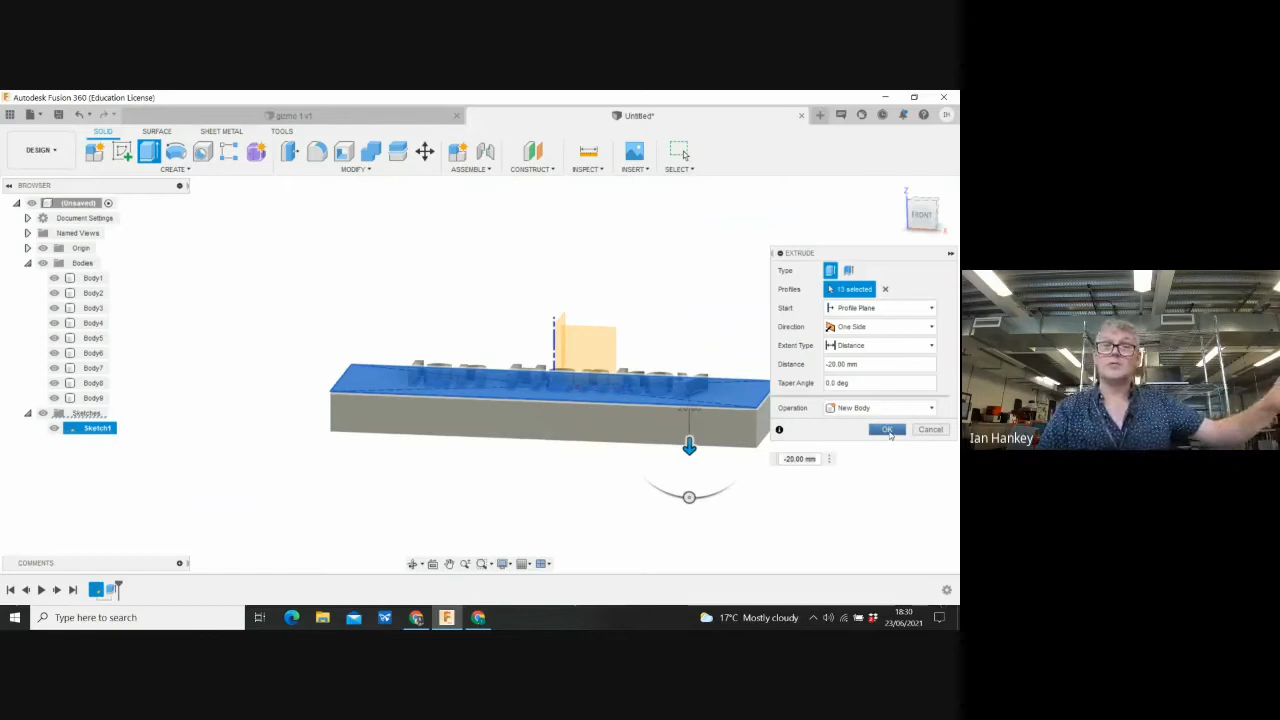 Autodesk Fusion 360 (Education License)
gizmo 1 v1
Untitled*
IH
SOLID SURFACE SHEET METAL TOOLS
DESIGN
CREATE MODIFY ASSEMBLE CONSTRUCT INSPECT INSERT SELECT
BROWSER
(Unsaved)
Document Settings
Named Views
Origin
Bodies
Body1
Body2
Body3
Body4
Body5
Body6
Body7
Body8
Body9
Sketches
Sketch1
Z
FRONT
X
EXTRUDE
Type
Profiles 13 selected
Start Profile Plane
Direction One Side
Extent Type Distance
Distance -20.00 mm
Taper Angle 0.0 deg
Operation New Body
OK Cancel
-20.00 mm
Ian Hankey
COMMENTS
Type here to search
17°C Mostly cloudy
18:30
23/06/2021